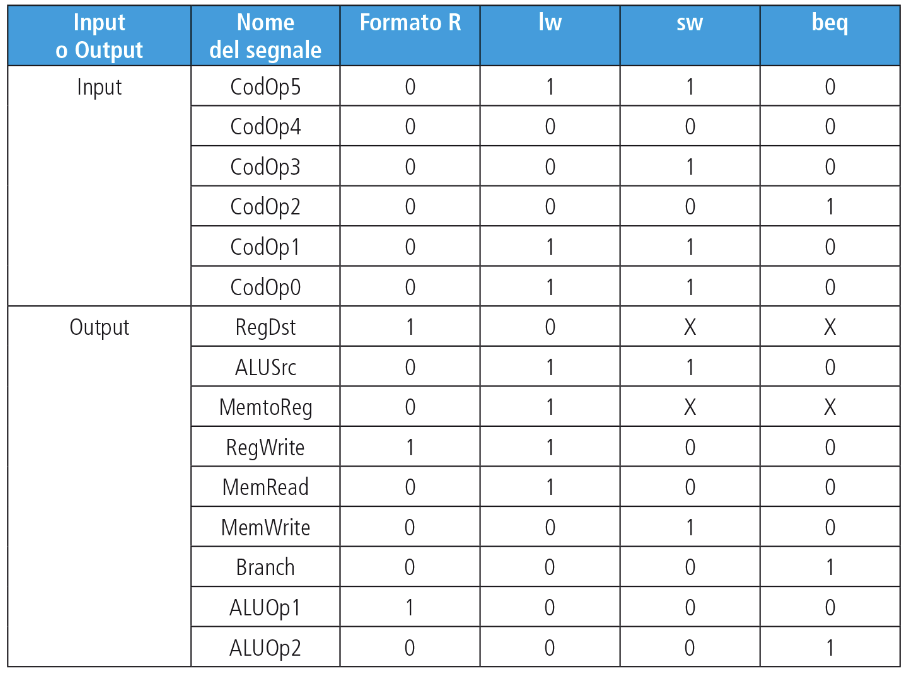 Input o Output | Nome del segnale | Formato R | lw | sw | beq
Input | CodOp5 | 0 | 1 | 1 | 0
CodOp4 | 0 | 0 | 0 | 0
CodOp3 | 0 | 0 | 1 | 0
CodOp2 | 0 | 0 | 0 | 1
CodOp1 | 0 | 1 | 1 | 0
CodOp0 | 0 | 1 | 1 | 0
Output | RegDst | 1 | 0 | X | X
ALUSrc | 0 | 1 | 1 | 0
MemtoReg | 0 | 1 | X | X
RegWrite | 1 | 1 | 0 | 0
MemRead | 0 | 1 | 0 | 0
MemWrite | 0 | 0 | 1 | 0
Branch | 0 | 0 | 0 | 1
ALUOp1 | 1 | 0 | 0 | 0
ALUOp2 | 0 | 0 | 0 | 1